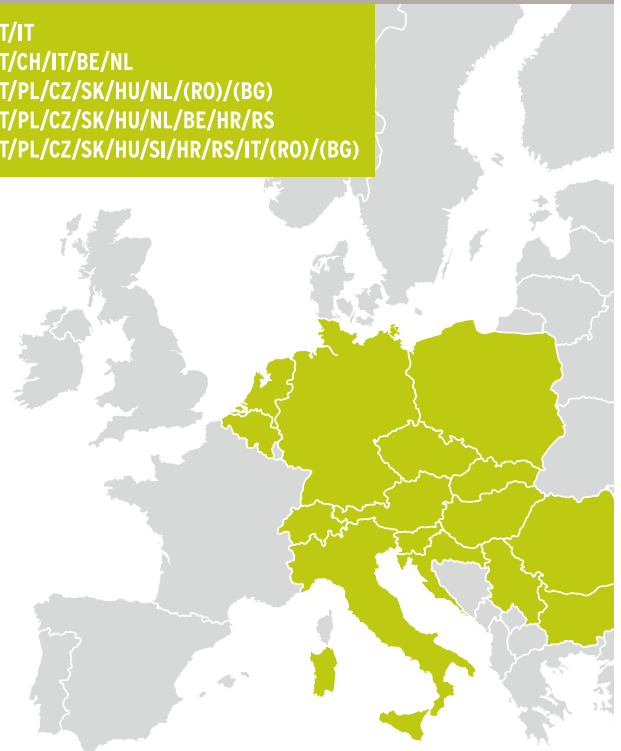 T/IT
T/CH/IT/BE/NL
T/PL/CZ/SK/HU/NL/(RO)/(BG)
T/PL/CZ/SK/HU/NL/BE/HR/RS
T/PL/CZ/SK/HU/SI/HR/RS/IT/(RO)/(BG)